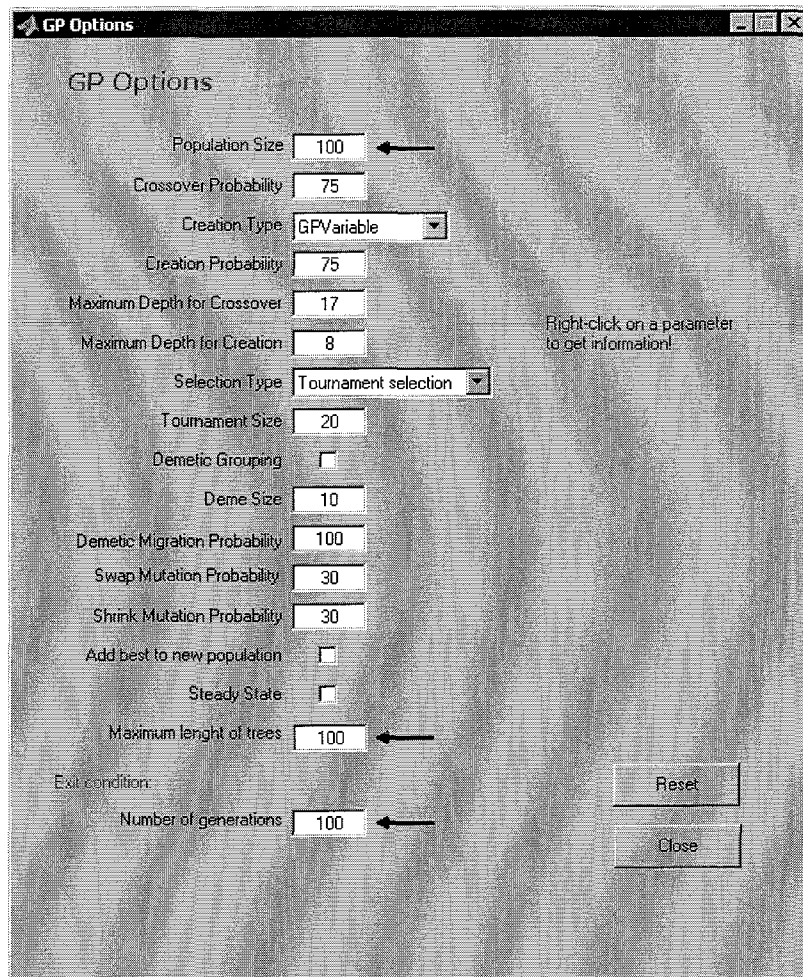 GP Options
GP Options
Population Size 100
Crossover Probability 75
Creation Type GPVariable
Creation Probability 75
Maximum Depth for Crossover 17
Right-click on a parameter
to get information!
Maximum Depth for Creation 8
Selection Type Tournament selection
Tournament Size 20
Demetic Grouping
Deme Size 10
Demetic Migration Probability 100
Swap Mutation Probability 30
Shrink Mutation Probability 30
Add best to new population
Steady State
Maximum lenght of trees 100
Exit condition:
Reset
Number of generations 100
Close